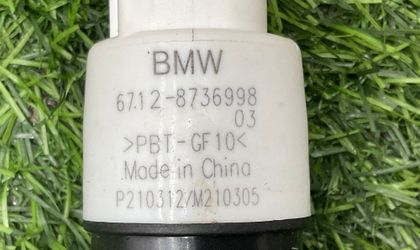 BMW
67.12-8736998
03
>PBT-GF10<
Made in China
P210312/M210305